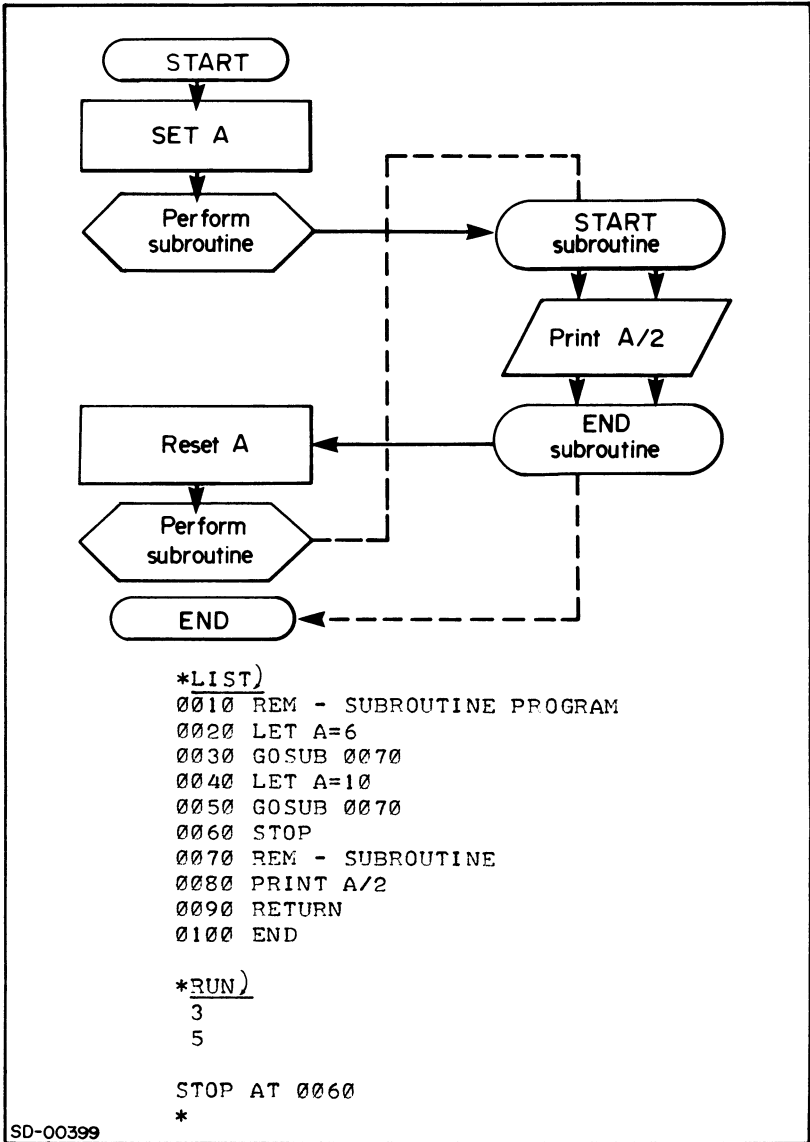 START
SET A
Perform
subroutine
START
subroutine
Print A/2
END
subroutine
Reset A
Perform
subroutine
END
*LIST)
0010 REM - SUBROUTINE PROGRAM
0020 LET A=6
0030 GOSUB 0070
0040 LET A=10
0050 GOSUB 0070
0060 STOP
0070 REM - SUBROUTINE
0080 PRINT A/2
0090 RETURN
0100 END
*RUN)
3
5
STOP AT 0060
*
SD-00399